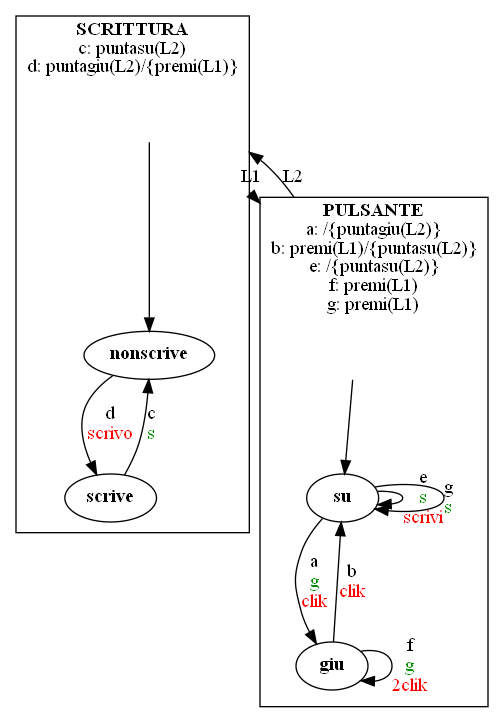 SCRITTURA
c: puntasu(L2)
d: puntagiu(L2)/{premi(L1)}
L1
L2
PULSANTE
a: /{puntagiu(L2)}
b: premi(L1)/{puntasu(L2)}
e: /{puntasu(L2)}
f: premi(L1)
g: premi(L1)
nonscrive
d
scrivo
c
s
scrive
su
e
s
scrivi
g
s
a
g
clik
b
clik
giu
f
g
2clik